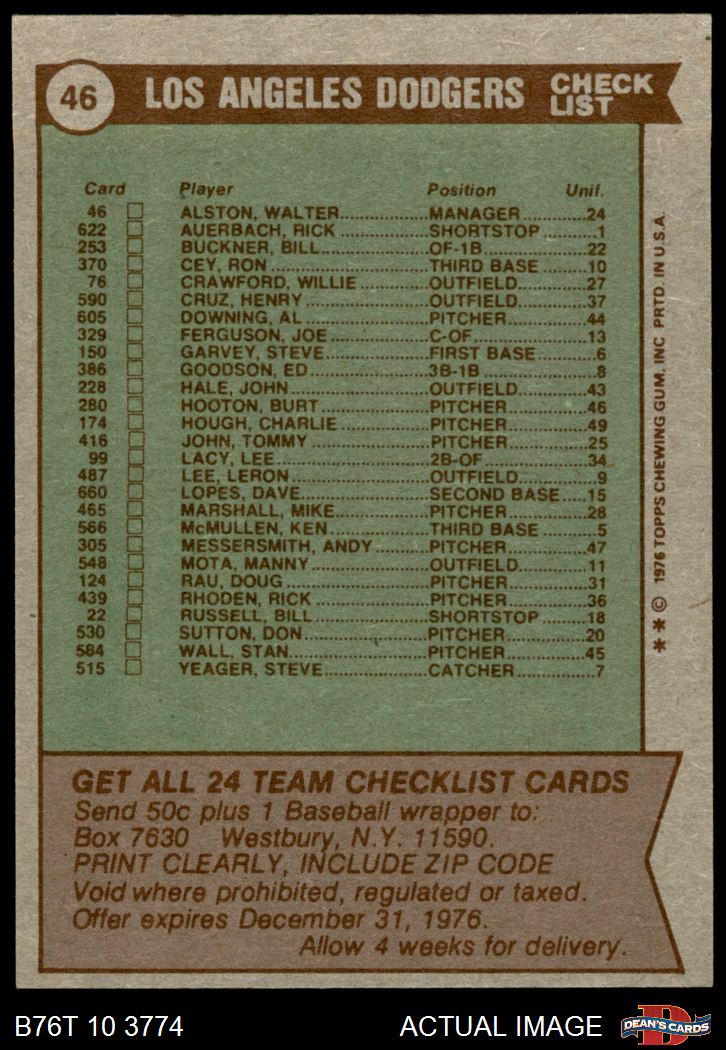 46 LOS ANGELES DODGERS CHECK LIST
Card Player Position Unif.
46 ALSTON, WALTER MANAGER 24
622 AUERBACH, RICK SHORTSTOP 1
253 BUCKNER, BILL OF-1B 22
370 CEY, RON THIRD BASE 10
76 CRAWFORD, WILLIE OUTFIELD 27
590 CRUZ, HENRY OUTFIELD 37
605 DOWNING, AL PITCHER 44
329 FERGUSON, JOE C-OF 13
150 GARVEY, STEVE FIRST BASE 6
386 GOODSON, ED 3B-1B 8
228 HALE, JOHN OUTFIELD 43
280 HOOTON, BURT PITCHER 46
174 HOUGH, CHARLIE PITCHER 49
416 JOHN, TOMMY PITCHER 25
99 LACY, LEE 2B-OF 34
487 LEE, LERON OUTFIELD 9
660 LOPES, DAVE SECOND BASE 15
465 MARSHALL, MIKE PITCHER 28
566 McMULLEN, KEN THIRD BASE 5
305 MESSERSMITH, ANDY PITCHER 47
548 MOTA, MANNY OUTFIELD 11
124 RAU, DOUG PITCHER 31
439 RHODEN, RICK PITCHER 36
22 RUSSELL, BILL SHORTSTOP 18
530 SUTTON, DON PITCHER 20
584 WALL, STAN PITCHER 45
515 YEAGER, STEVE CATCHER 7
**© 1976 TOPPS CHEWING GUM, INC PRTD. IN U.S.A.
GET ALL 24 TEAM CHECKLIST CARDS
Send 50c plus 1 Baseball wrapper to:
Box 7630 Westbury, N.Y. 11590.
PRINT CLEARLY, INCLUDE ZIP CODE
Void where prohibited, regulated or taxed.
Offer expires December 31, 1976.
Allow 4 weeks for delivery.
B76T 10 3774 ACTUAL IMAGE DEAN'S CARDS